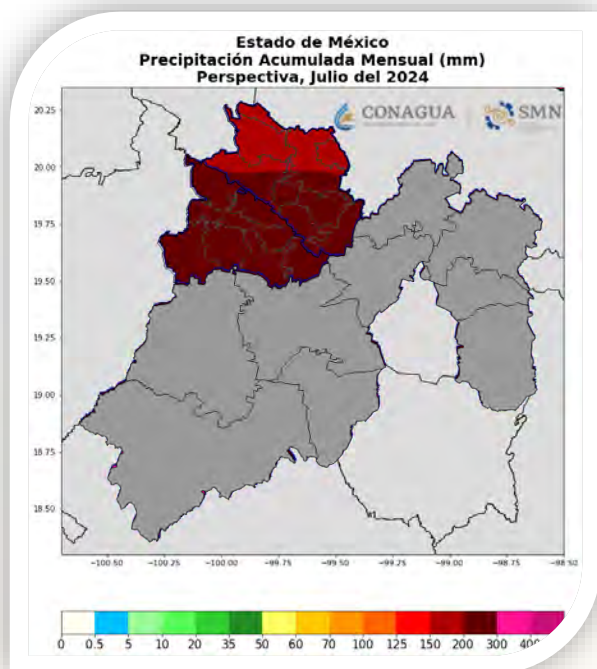 Estado de México
Precipitación Acumulada Mensual (mm)
Perspectiva, Julio del 2024
CONAGUA
SMN
20.25
20.00
19.75
19.50
19.25
19.00
18.75
18.50
−100.50 −100.25 −100.00 −99.75 −99.50 −99.25 −99.00 −98.75 −98.50
0 0.5 5 10 20 35 50 60 70 100 125 150 200 300 400